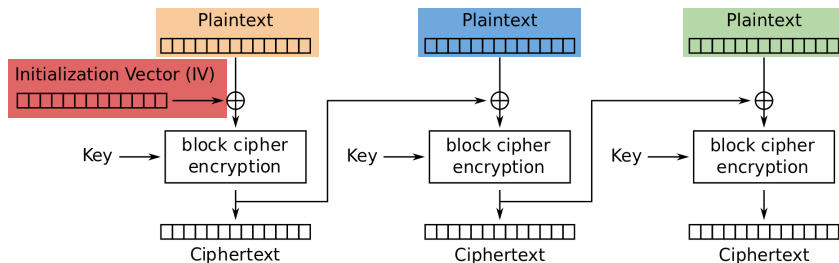 Plaintext
Plaintext
Plaintext
Initialization Vector (IV)
Key
block cipher
encryption
Key
block cipher
encryption
Key
block cipher
encryption
Ciphertext
Ciphertext
Ciphertext